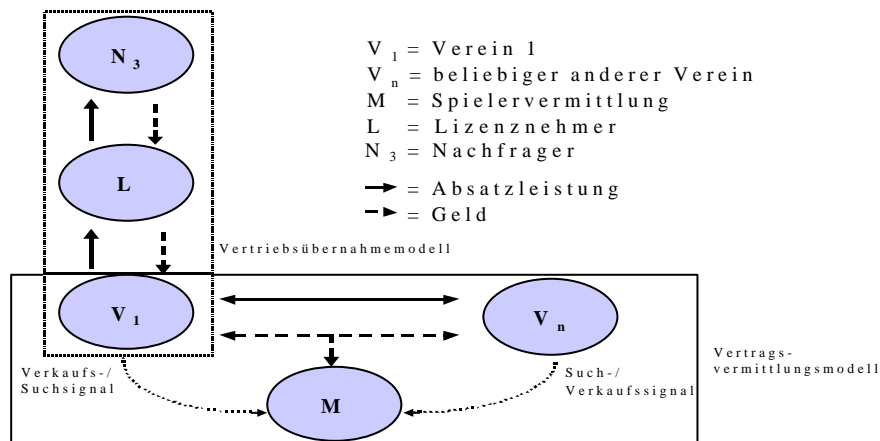 N 3
L
V 1
V n
M
V 1 = Verein 1
V n = beliebiger anderer Verein
M = Spielervermittlung
L = Lizenznehmer
N 3 = Nachfrager
= Absatzleistung
= Geld
Vertriebsübernahmemodell
Verkaufs-/
Suchsignal
Such-/
Verkaufssignal
Vertrags-
vermittlungsmodell